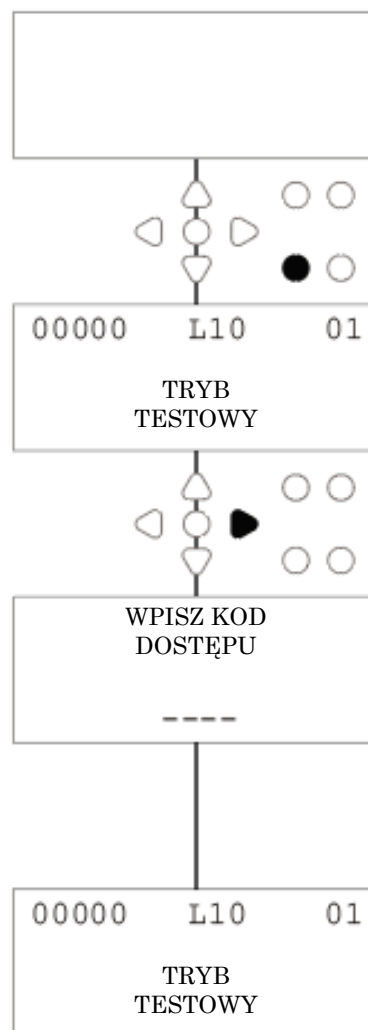 00000 L10 01
TRYB
TESTOWY
WPISZ KOD
DOSTĘPU
----
00000 L10 01
TRYB
TESTOWY